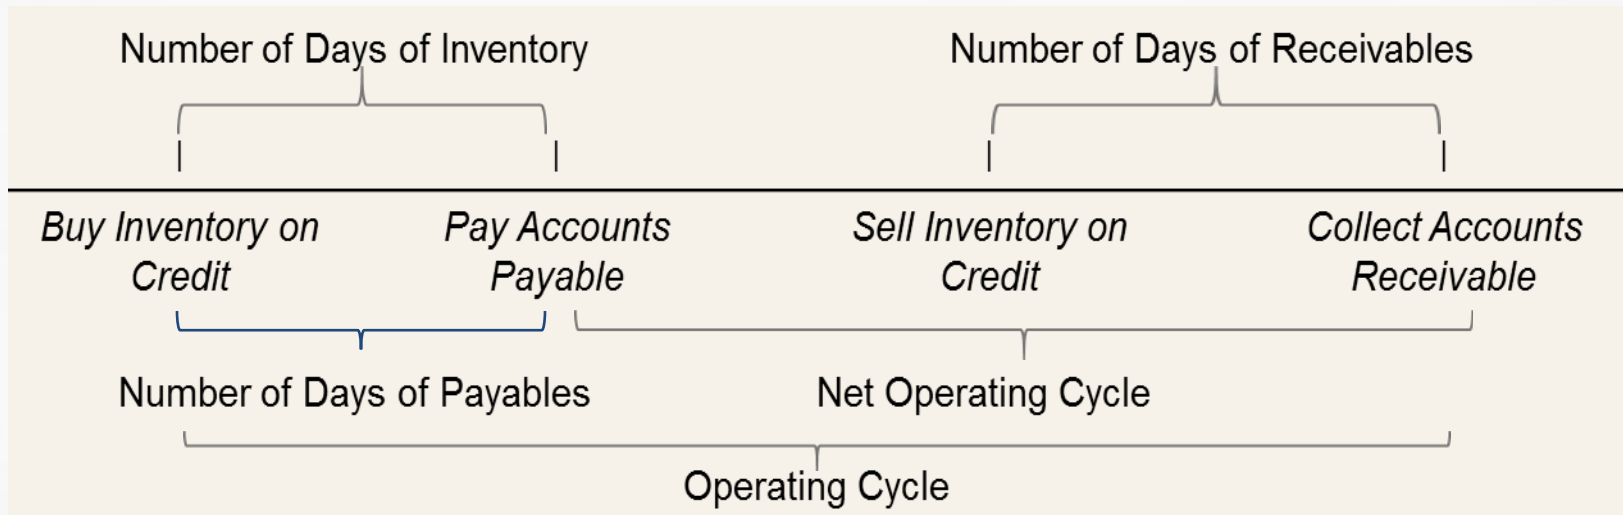 Number of Days of Inventory
Number of Days of Receivables
Buy Inventory on
Credit
Pay Accounts
Payable
Sell Inventory on
Credit
Collect Accounts
Receivable
Number of Days of Payables
Net Operating Cycle
Operating Cycle